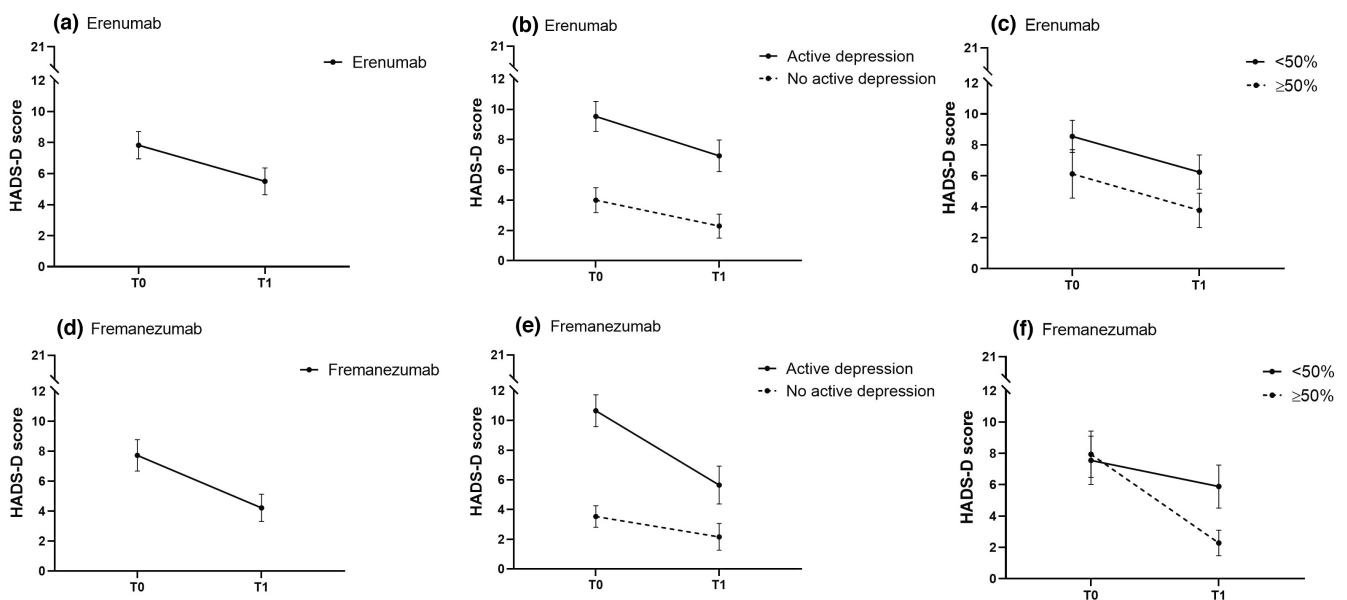 (a) Erenumab
21
12
10
8
6
4
2
0
HADS-D score
T0 T1
Erenumab
(b) Erenumab
21
12
10
8
6
4
2
0
HADS-D score
T0 T1
Active depression
No active depression
(c) Erenumab
21
12
10
8
6
4
2
0
HADS-D score
T0 T1
<50%
≥50%
(d) Fremanezumab
21
12
10
8
6
4
2
0
HADS-D score
T0 T1
Fremanezumab
(e) Fremanezumab
21
12
10
8
6
4
2
0
HADS-D score
T0 T1
Active depression
No active depression
(f) Fremanezumab
21
12
10
8
6
4
2
0
HADS-D score
T0 T1
<50%
≥50%